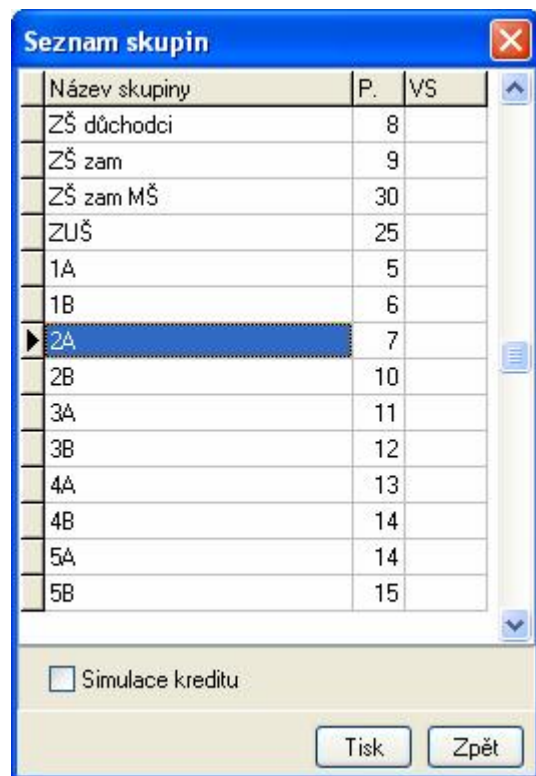 Seznam skupin
Název skupiny P. VS
ZŠ důchodci 8
ZŠ zam 9
ZŠ zam MŠ 30
ZUŠ 25
1A 5
1B 6
2A 7
2B 10
3A 11
3B 12
4A 13
4B 14
5A 14
5B 15
Simulace kreditu
Tisk Zpět